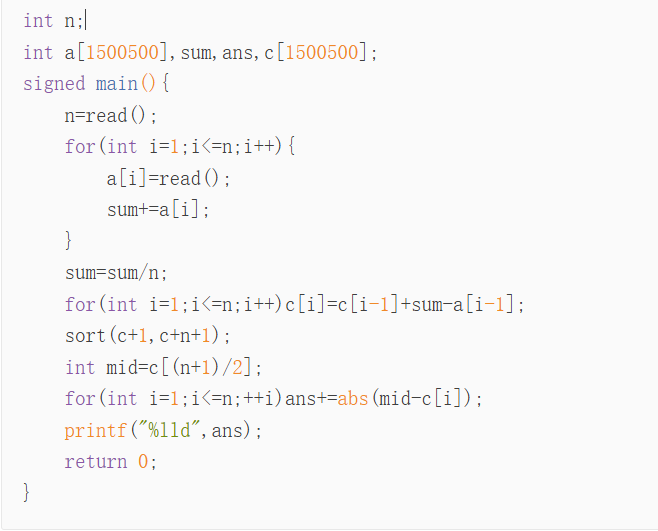 int n;
int a[1500500],sum,ans,c[1500500];
signed main(){
    n=read();
    for(int i=1;i<=n;i++){
        a[i]=read();
        sum+=a[i];
    }
    sum=sum/n;
    for(int i=1;i<=n;i++)c[i]=c[i-1]+sum-a[i-1];
    sort(c+1,c+n+1);
    int mid=c[(n+1)/2];
    for(int i=1;i<=n;++i)ans+=abs(mid-c[i]);
    printf("%lld",ans);
    return 0;
}